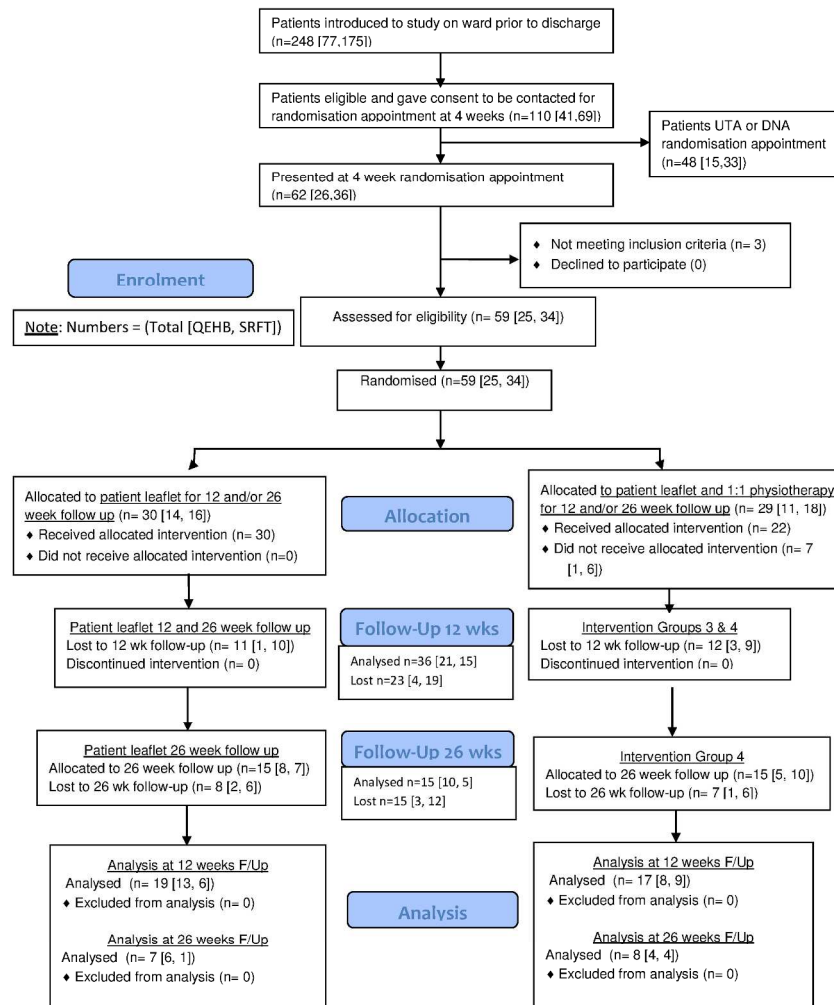 Patients introduced to study on ward prior to discharge
(n=248 [77,175])
Patients eligible and gave consent to be contacted for
randomisation appointment at 4 weeks (n=110 [41,69])
Patients UTA or DNA
randomisation appointment
(n=48 [15,33])
Presented at 4 week randomisation appointment
(n=62 [26,36])
♦ Not meeting inclusion criteria (n= 3)
♦ Declined to participate (0)
Enrolment
Note: Numbers = (Total [QEHB, SRFT])
Assessed for eligibility (n= 59 [25, 34])
Randomised (n=59 [25, 34])
Allocated to patient leaflet for 12 and/or 26
week follow up (n= 30 [14, 16])
♦ Received allocated intervention (n= 30)
♦ Did not receive allocated intervention (n=0)
Allocation
Allocated to patient leaflet and 1:1 physiotherapy
for 12 and/or 26 week follow up (n= 29 [11, 18])
♦ Received allocated intervention (n= 22)
♦ Did not receive allocated intervention (n= 7
[1, 6])
Patient leaflet 12 and 26 week follow up
Lost to 12 wk follow-up (n= 11 [1, 10])
Discontinued intervention (n= 0)
Follow-Up 12 wks
Analysed n=36 [21, 15]
Lost n=23 [4, 19]
Intervention Groups 3 & 4
Lost to 12 wk follow-up (n= 12 [3, 9])
Discontinued intervention (n= 0)
Patient leaflet 26 week follow up
Allocated to 26 week follow up (n=15 [8, 7])
Lost to 26 wk follow-up (n= 8 [2, 6])
Follow-Up 26 wks
Analysed n=15 [10, 5]
Lost n=15 [3, 12]
Intervention Group 4
Allocated to 26 week follow up (n=15 [5, 10])
Lost to 26 wk follow-up (n= 7 [1, 6])
Analysis at 12 weeks F/Up
Analysed (n= 19 [13, 6])
♦ Excluded from analysis (n= 0)
Analysis at 26 weeks F/Up
Analysed (n= 7 [6, 1])
♦ Excluded from analysis (n= 0)
Analysis
Analysis at 12 weeks F/Up
Analysed (n= 17 [8, 9])
♦ Excluded from analysis (n= 0)
Analysis at 26 weeks F/Up
Analysed (n= 8 [4, 4])
♦ Excluded from analysis (n= 0)